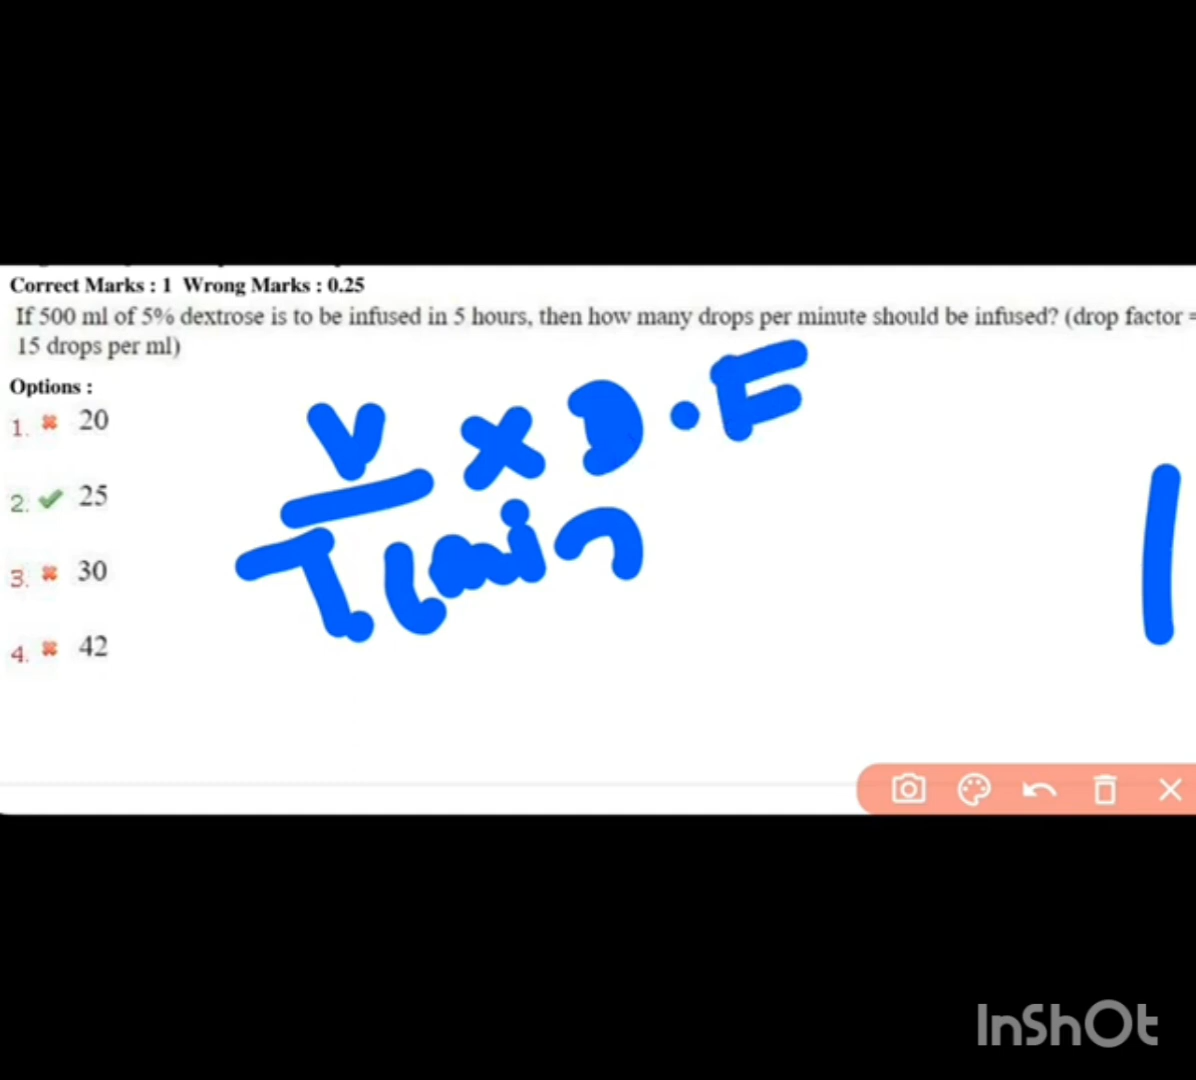 Correct Marks : 1 Wrong Marks : 0.25
If 500 ml of 5% dextrose is to be infused in 5 hours, then how many drops per minute should be infused? (drop factor =
15 drops per ml)
Options :
1. 20
2. 25
3. 30
4. 42
V × D.F
T (min
InShOt